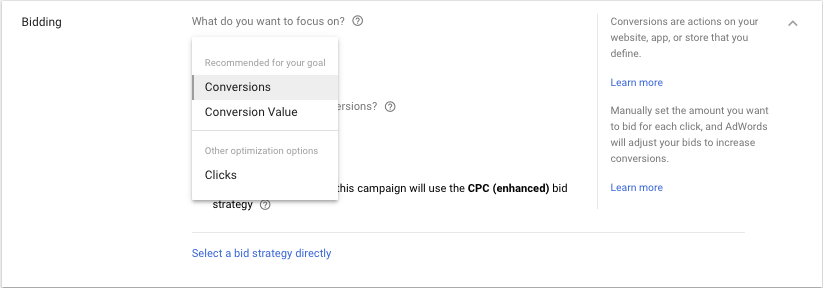 Bidding
What do you want to focus on?
Recommended for your goal
Conversions
Conversion Value
Other optimization options
Clicks
ersions?
this campaign will use the CPC (enhanced) bid
strategy
Select a bid strategy directly
Conversions are actions on your
website, app, or store that you
define.
Learn more
Manually set the amount you want
to bid for each click, and AdWords
will adjust your bids to increase
conversions.
Learn more